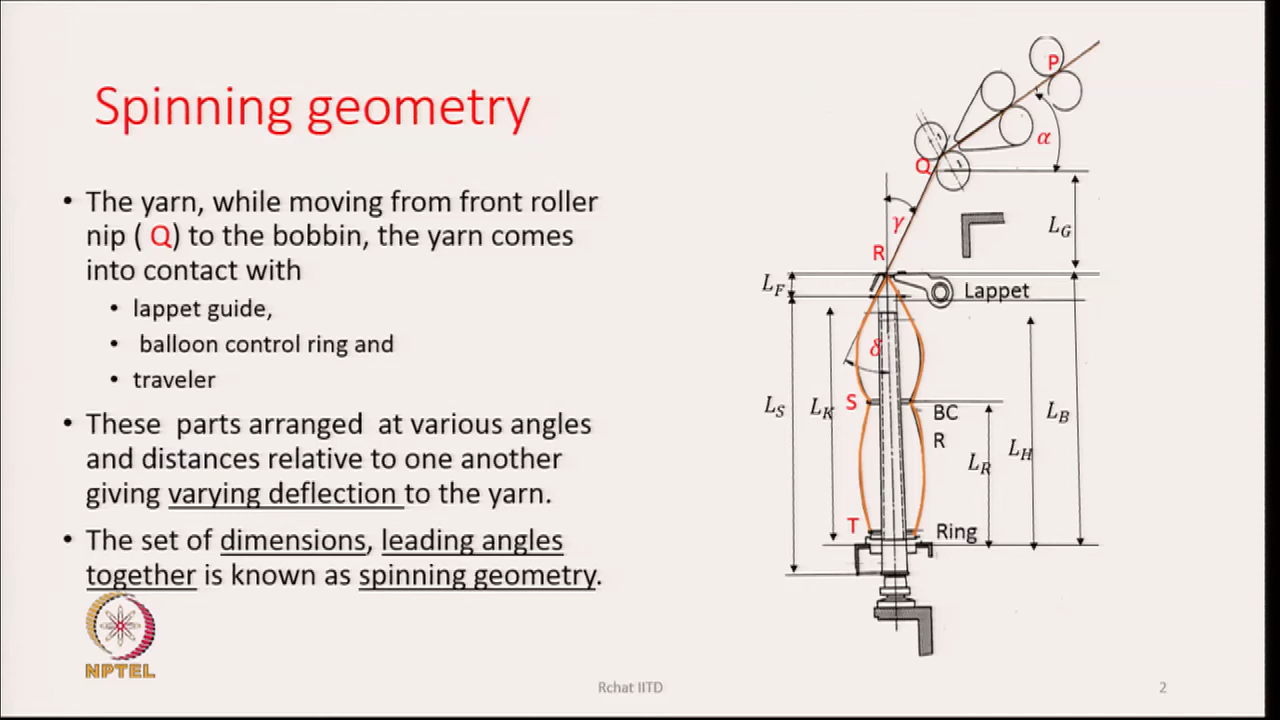 Spinning geometry
• The yarn, while moving from front roller
nip ( Q) to the bobbin, the yarn comes
into contact with
• lappet guide,
• balloon control ring and
• traveler
• These parts arranged at various angles
and distances relative to one another
giving varying deflection to the yarn.
• The set of dimensions, leading angles
together is known as spinning geometry.
NPTEL
P
α
Q
γ
L_G
R
L_F
Lappet
δ
L_S
L_K
S
BC
R
L_B
L_H
L_R
T
Ring
Rchat IITD
2